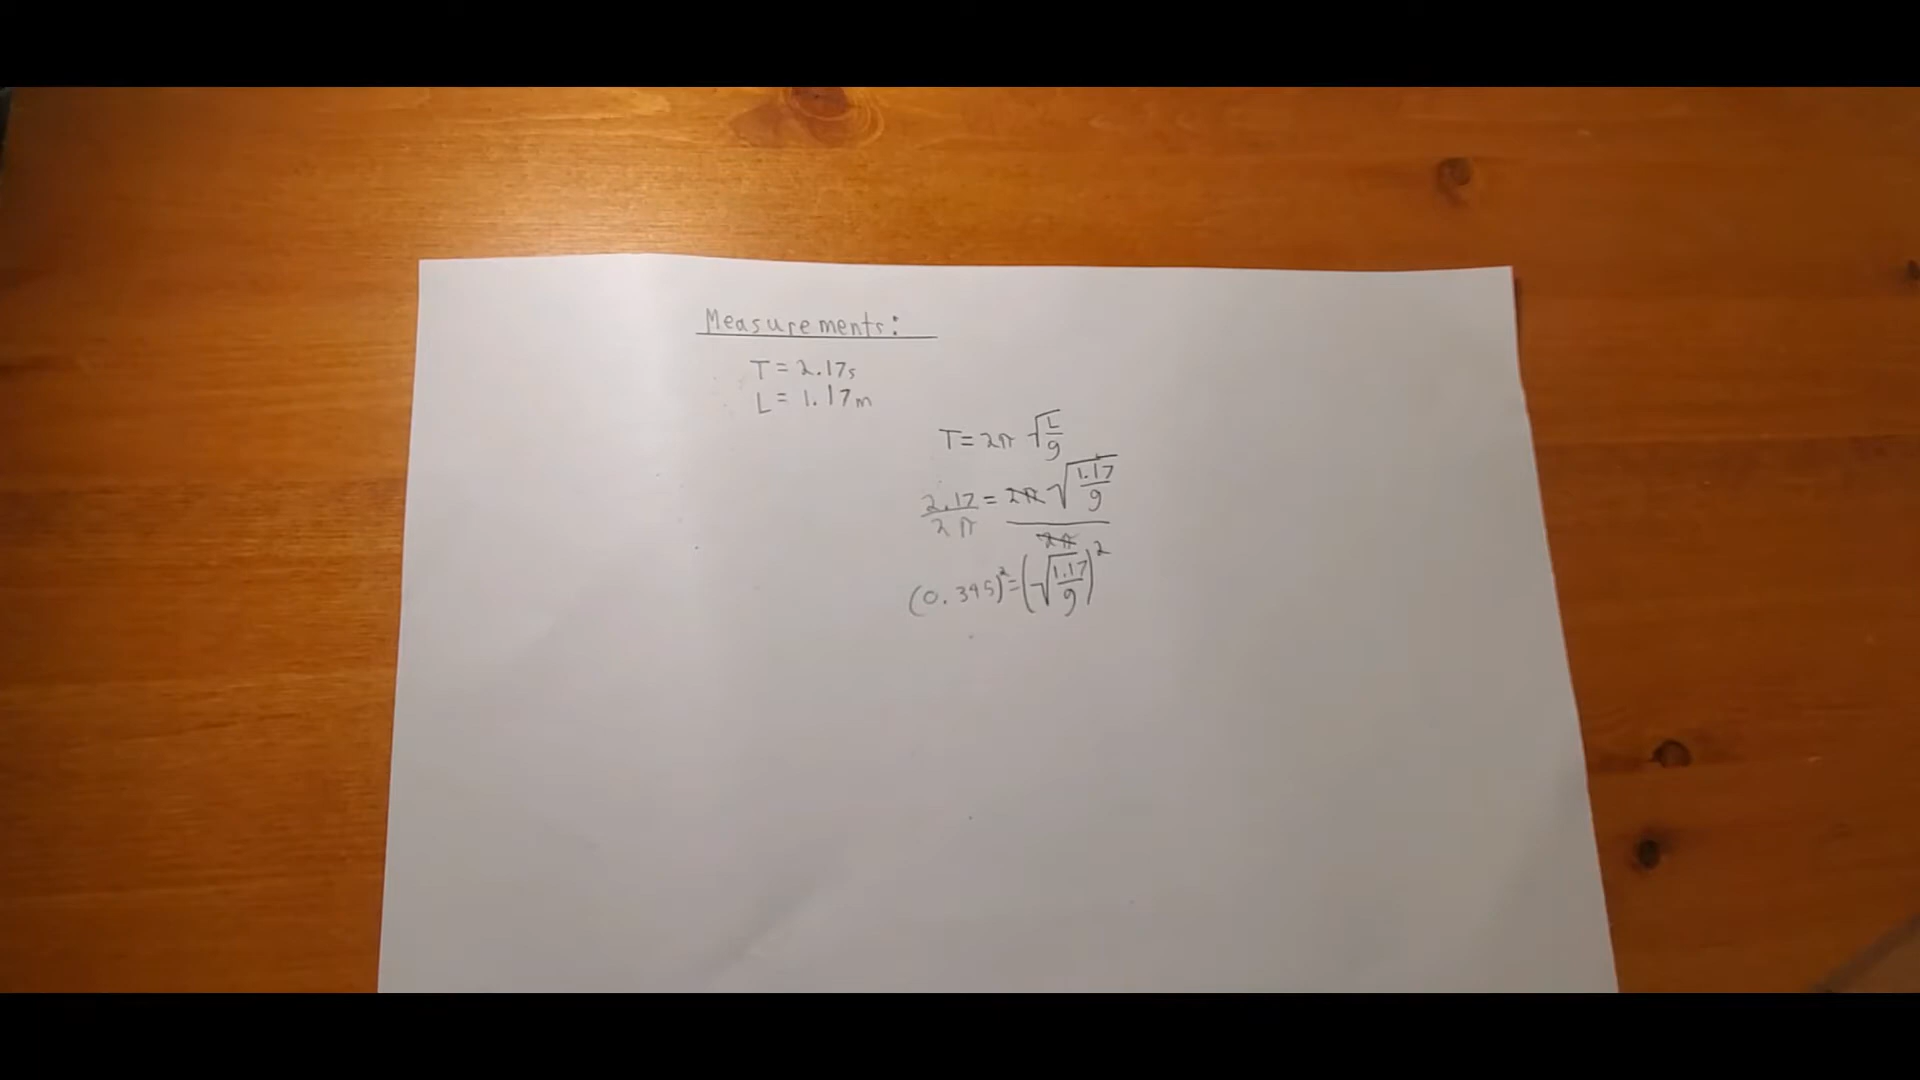 Measurements:
T = 2.17s
L = 1.17m
T = 2π √(L/g)
2.17/2π = 2π √(1.17/g)/2π
(0.345)² = (√(1.17/g))²